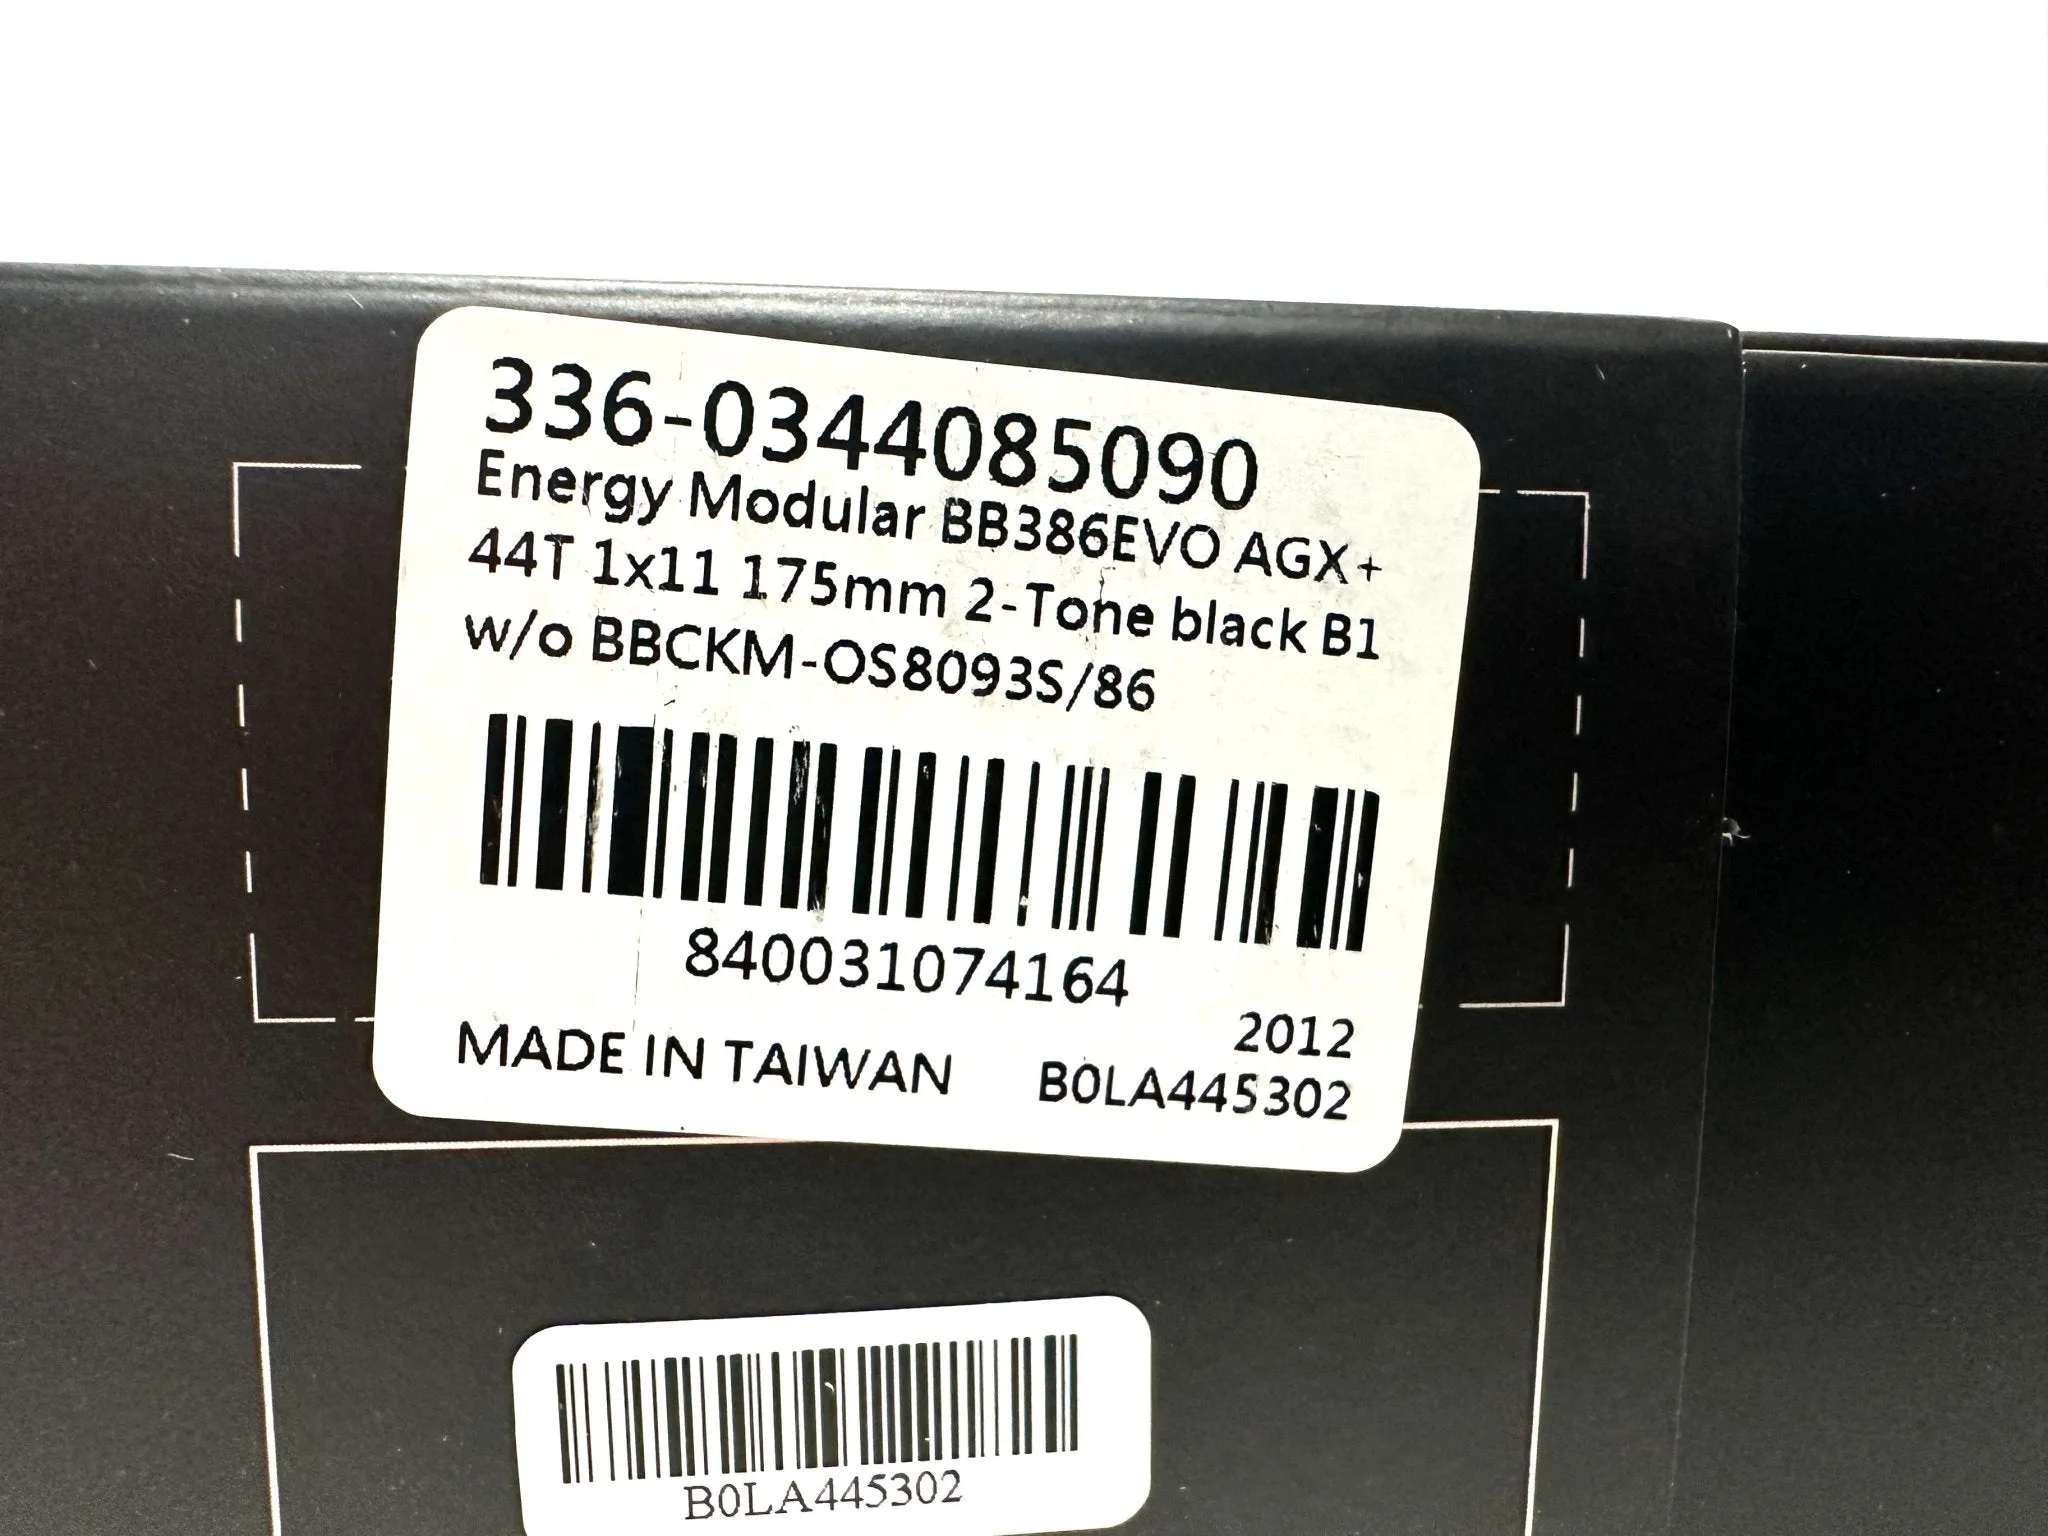 336-0344085090
Energy Modular BB386EVO AGX+
44T 1x11 175mm 2-Tone black B1
w/o BBCKM-OS8093S/86
840031074164
2012
MADE IN TAIWAN B0LA445302
B0LA445302